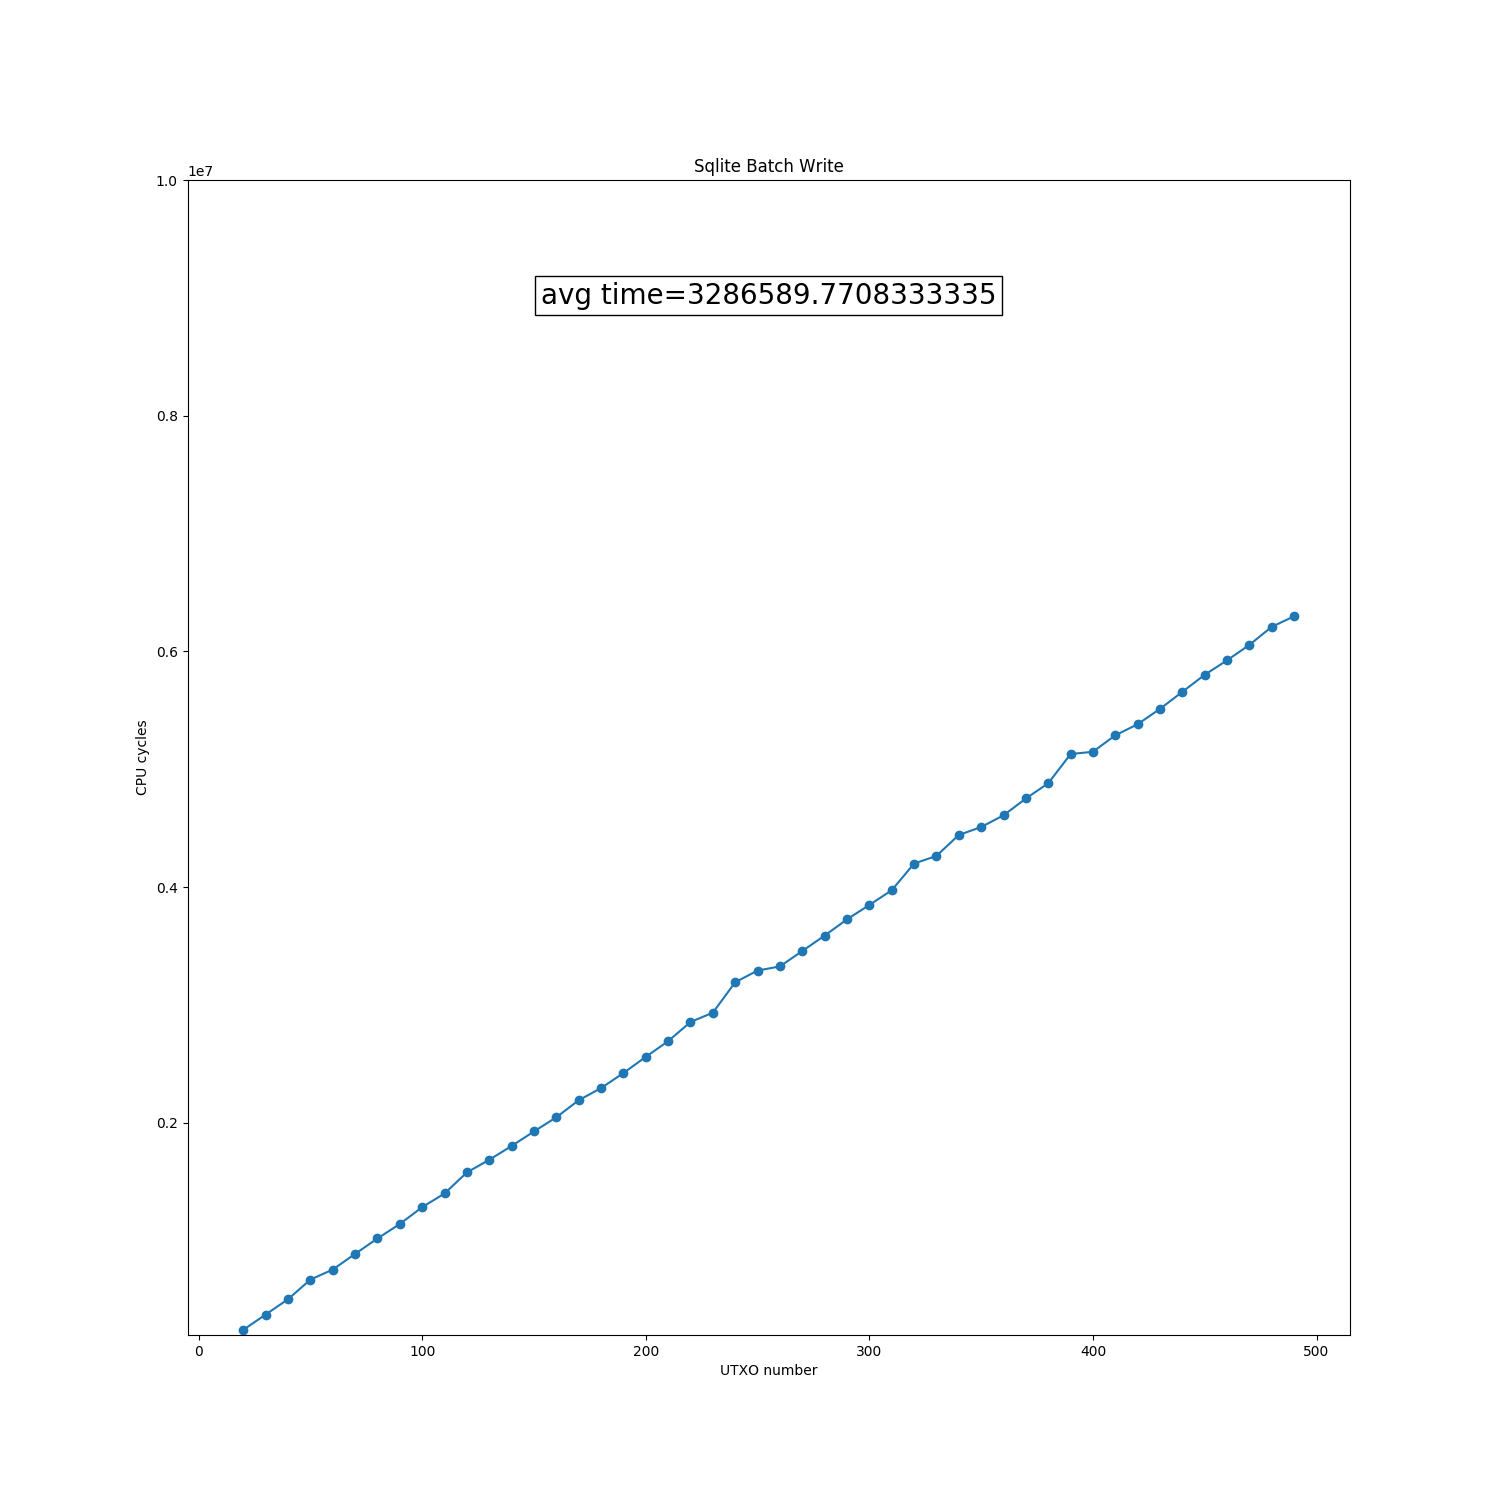 Sqlite Batch Write
1e7
1.0
avg time=3286589.7708333335
0.8
0.6
CPU cycles
0.4
0.2
0 100 200 300 400 500
UTXO number